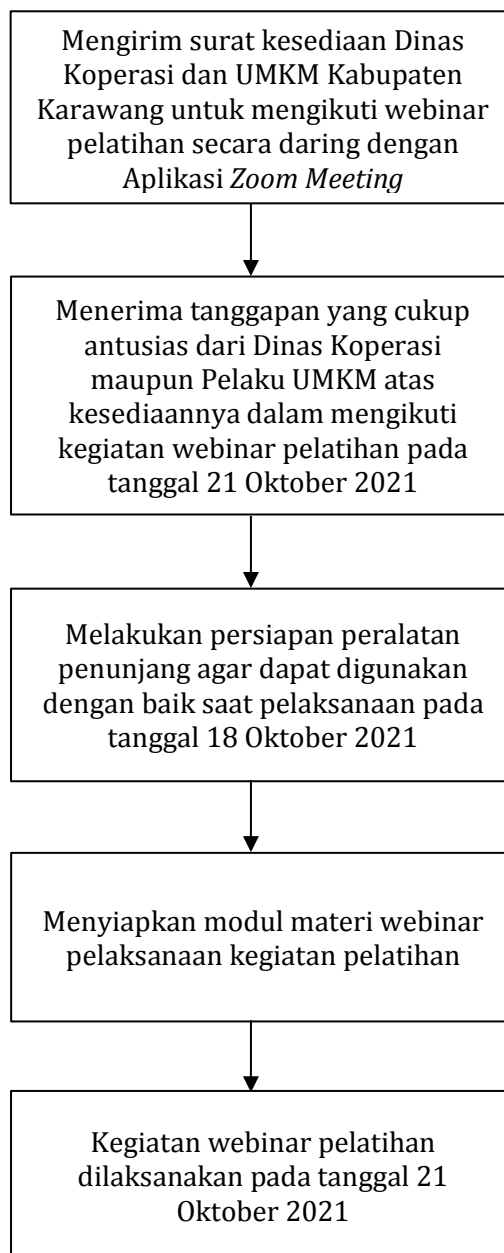 Mengirim surat kesediaan Dinas
Koperasi dan UMKM Kabupaten
Karawang untuk mengikuti webinar
pelatihan secara daring dengan
Aplikasi Zoom Meeting
Menerima tanggapan yang cukup
antusias dari Dinas Koperasi
maupun Pelaku UMKM atas
kesediaannya dalam mengikuti
kegiatan webinar pelatihan pada
tanggal 21 Oktober 2021
Melakukan persiapan peralatan
penunjang agar dapat digunakan
dengan baik saat pelaksanaan pada
tanggal 18 Oktober 2021
Menyiapkan modul materi webinar
pelaksanaan kegiatan pelatihan
Kegiatan webinar pelatihan
dilaksanakan pada tanggal 21
Oktober 2021